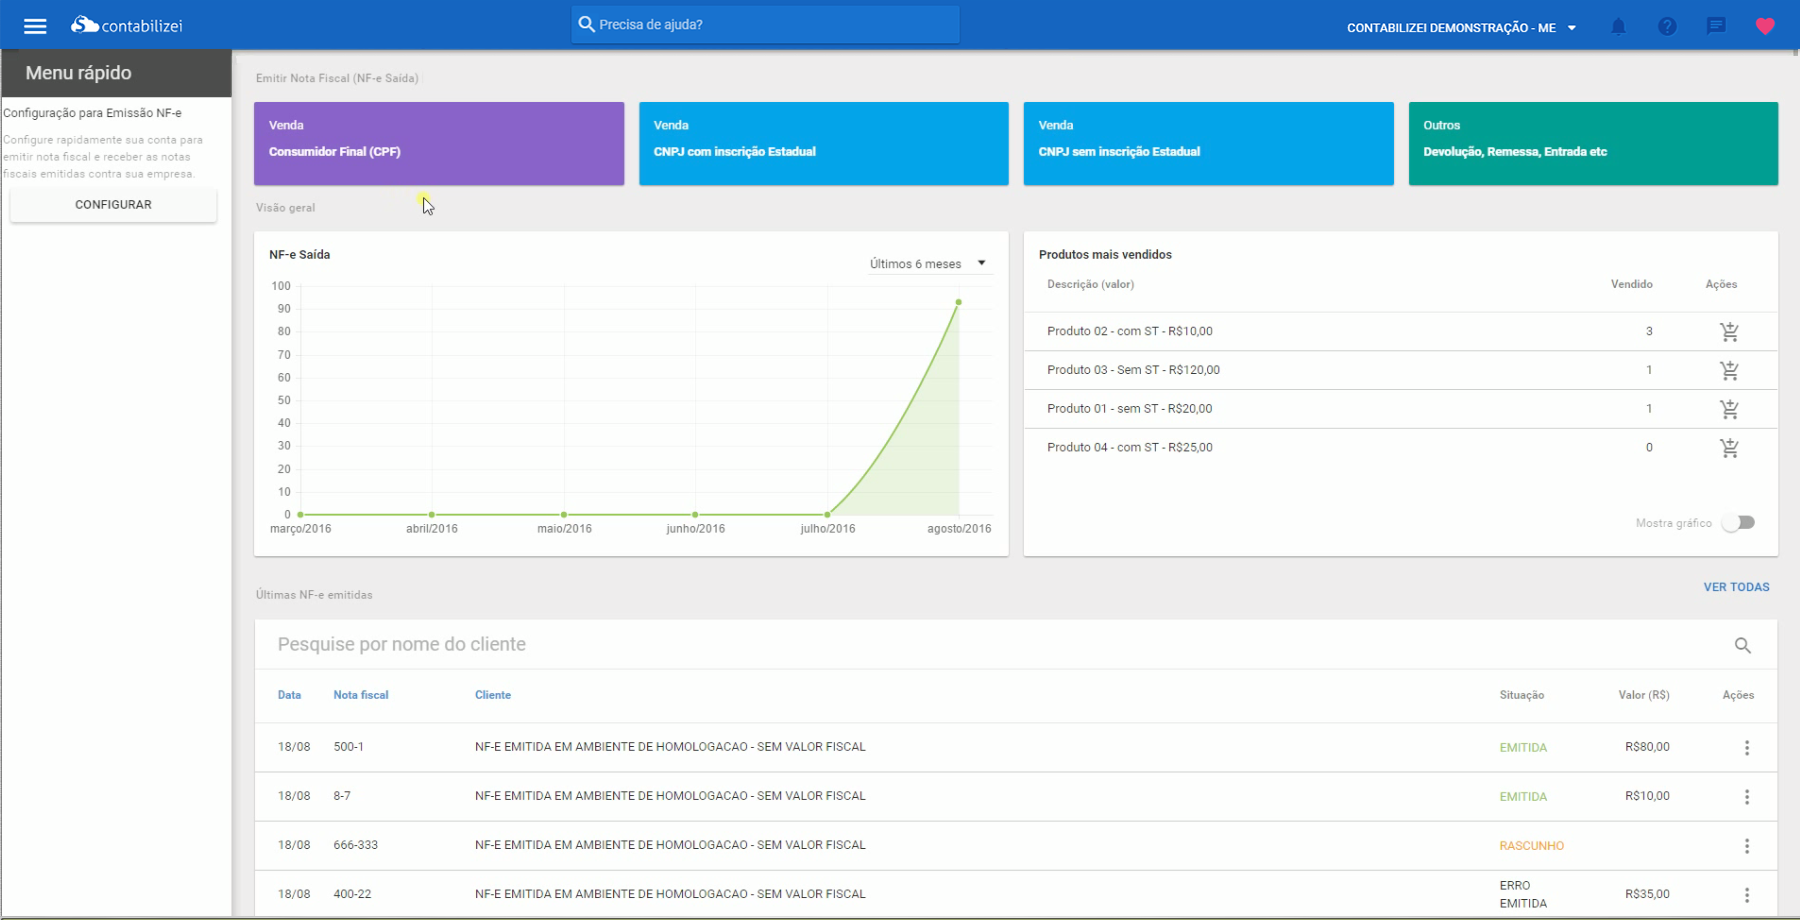 contabilizei
Precisa de ajuda?
CONTABILIZEI DEMONSTRAÇÃO - ME
Menu rápido
Configuração para Emissão NF-e
Configure rapidamente sua conta para
emitir nota fiscal e receber as notas
fiscais emitidas contra sua empresa.
CONFIGURAR
Emitir Nota Fiscal (NF-e Saída)
Venda
Consumidor Final (CPF)
Venda
CNPJ com inscrição Estadual
Venda
CNPJ sem inscrição Estadual
Outros
Devolução, Remessa, Entrada etc
Visão geral
NF-e Saída
Últimos 6 meses
100
90
80
70
60
50
40
30
20
10
0
março/2016 abril/2016 maio/2016 junho/2016 julho/2016 agosto/2016
Produtos mais vendidos
Descrição (valor) Vendido Ações
Produto 02 - com ST - R$10,00 3
Produto 03 - Sem ST - R$120,00 1
Produto 01 - sem ST - R$20,00 1
Produto 04 - com ST - R$25,00 0
Mostra gráfico
Últimas NF-e emitidas
VER TODAS
Pesquise por nome do cliente
Data Nota fiscal Cliente Situação Valor (R$) Ações
18/08 500-1 NF-E EMITIDA EM AMBIENTE DE HOMOLOGACAO - SEM VALOR FISCAL EMITIDA R$80,00
18/08 8-7 NF-E EMITIDA EM AMBIENTE DE HOMOLOGACAO - SEM VALOR FISCAL EMITIDA R$10,00
18/08 666-333 NF-E EMITIDA EM AMBIENTE DE HOMOLOGACAO - SEM VALOR FISCAL RASCUNHO
18/08 400-22 NF-E EMITIDA EM AMBIENTE DE HOMOLOGACAO - SEM VALOR FISCAL ERRO R$35,00
EMITIDA